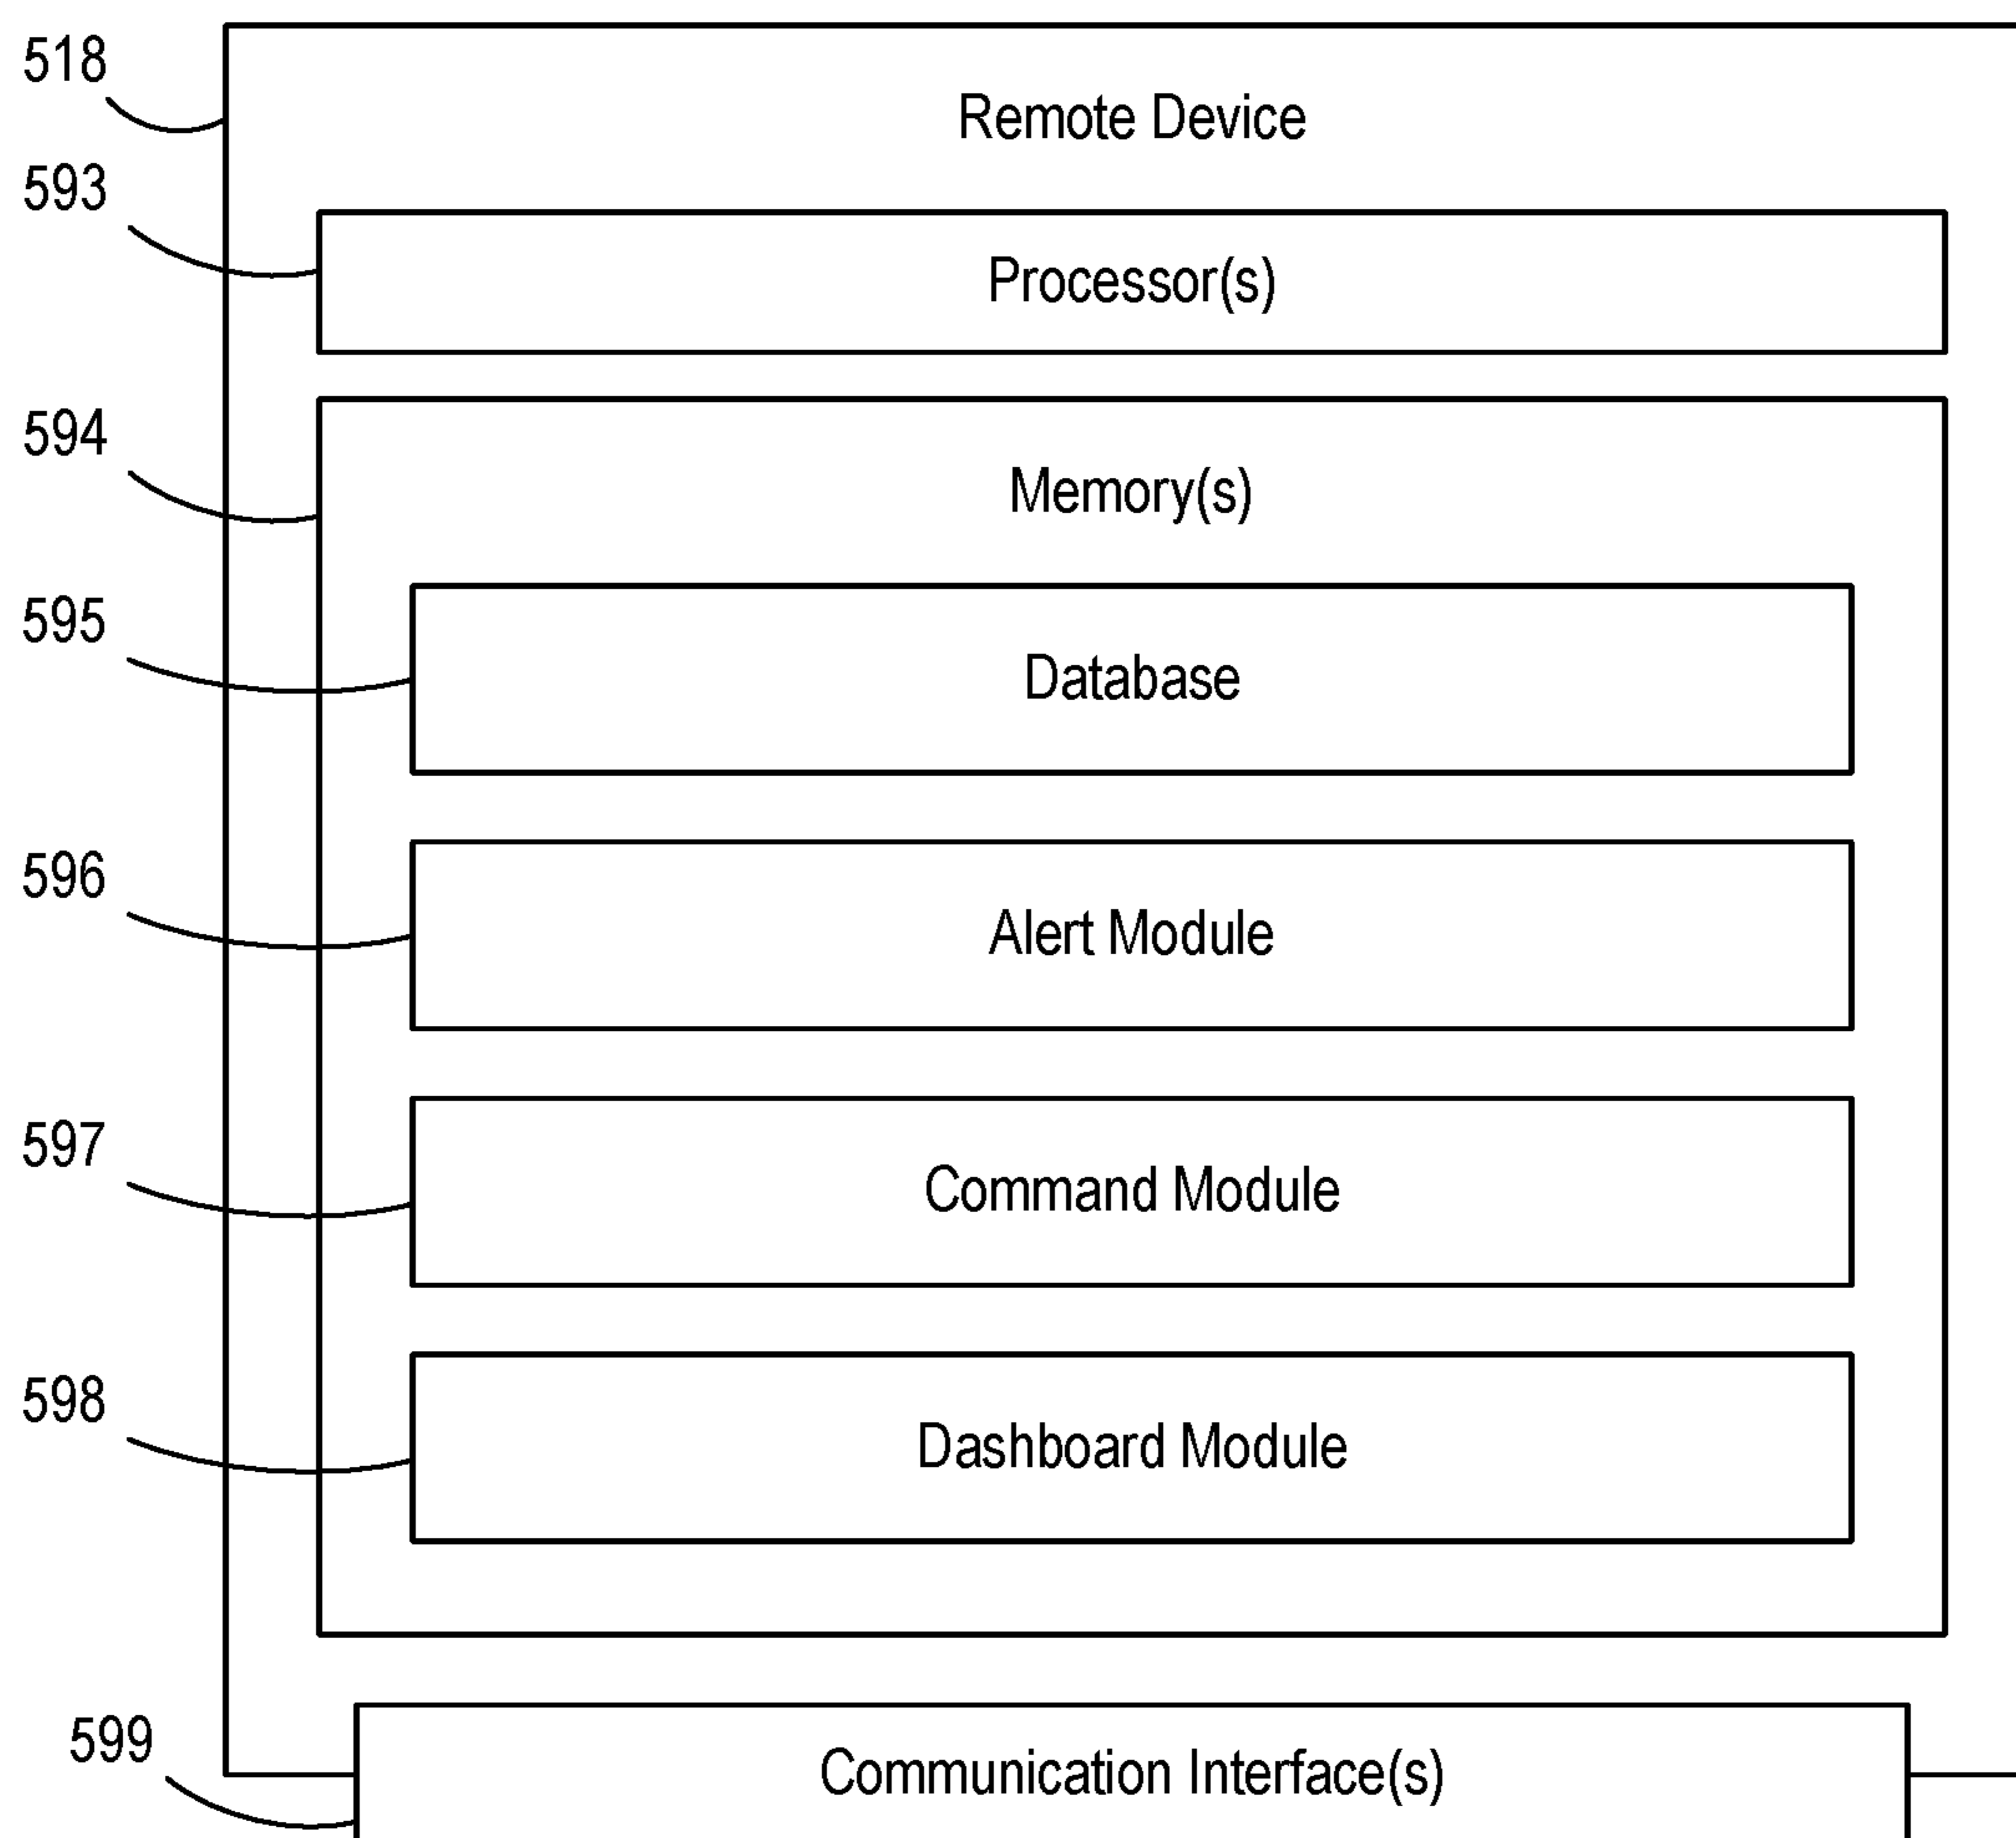 518
Remote Device
593
Processor(s)
594
Memory(s)
595
Database
596
Alert Module
597
Command Module
598
Dashboard Module
599
Communication Interface(s)